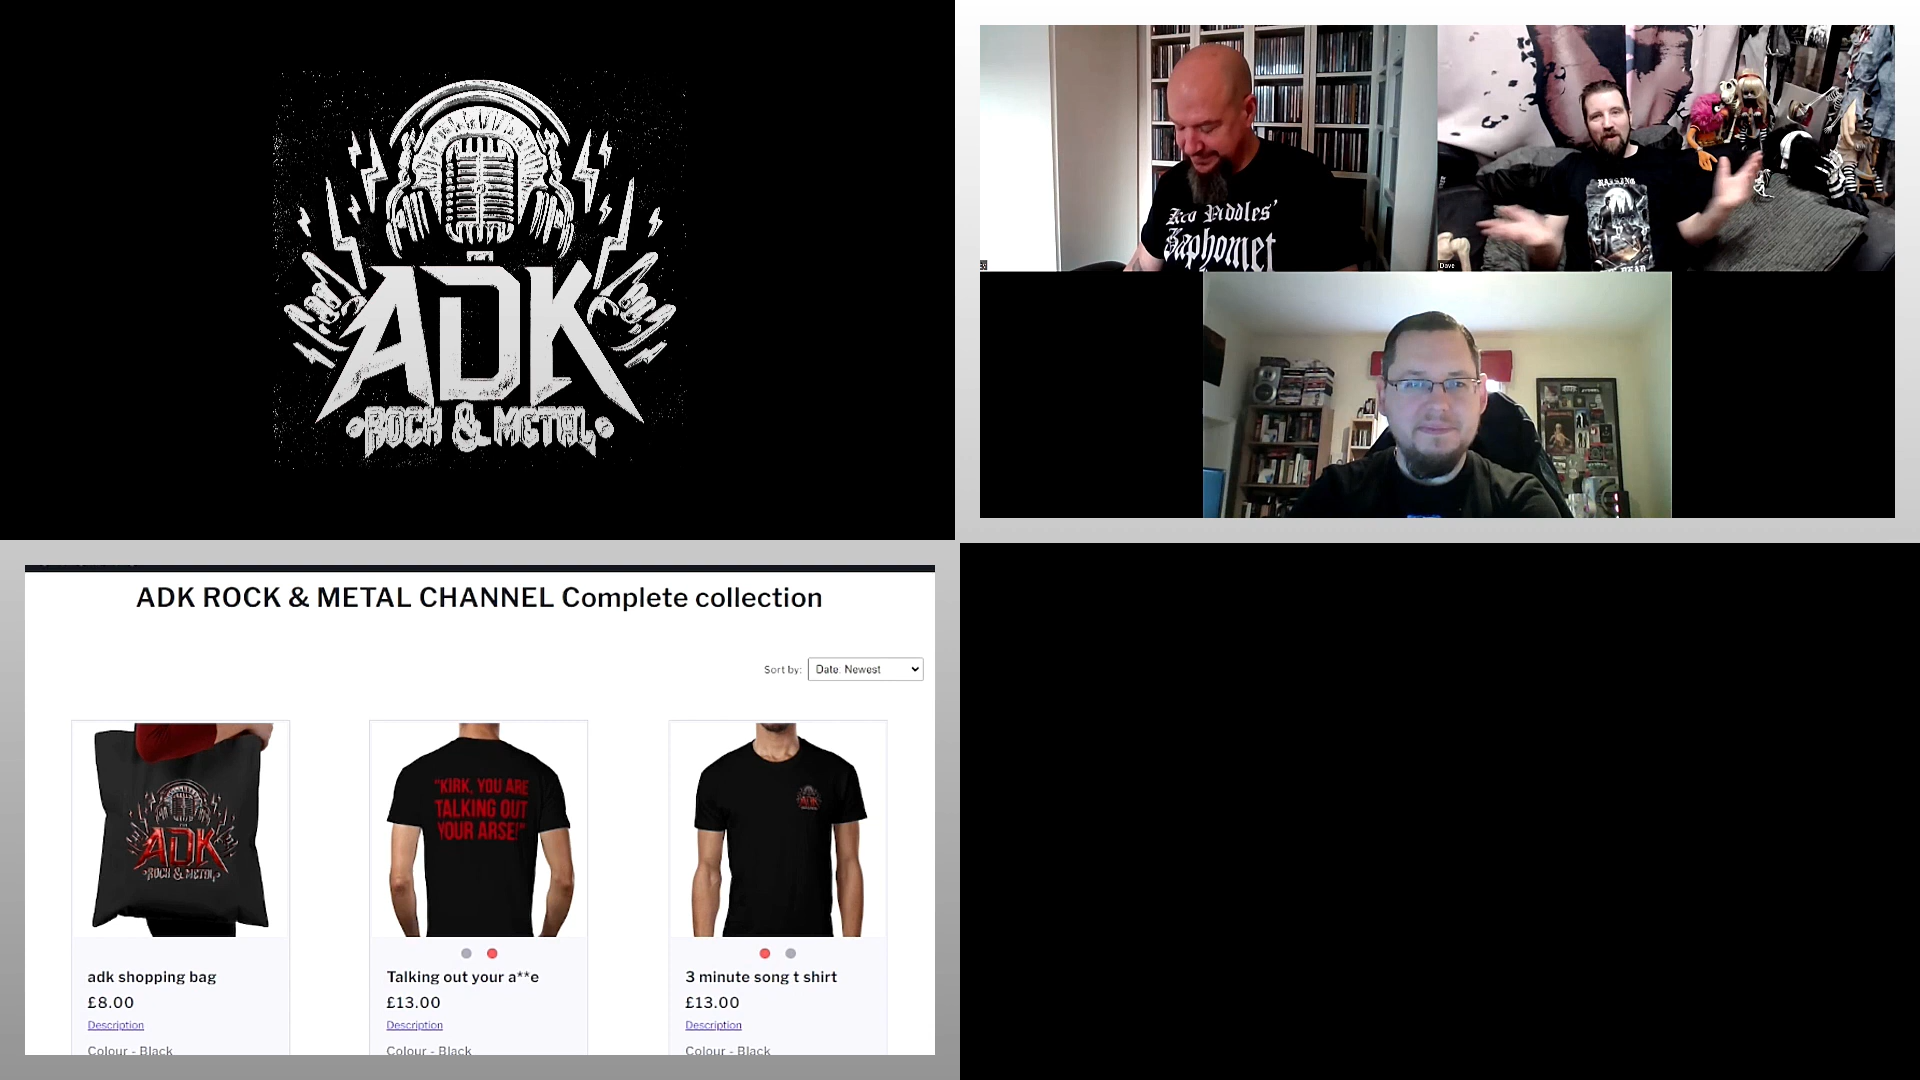 ADK
ROCK & METAL
Baphomet
Dave
RAISING
ADK ROCK & METAL CHANNEL Complete collection
Sort by: Date: Newest
ADK
ROCK & METAL
"KIRK, YOU ARE
TALKING OUT
YOUR ARSE!"
ADK
adk shopping bag
£8.00
Description
Colour - Black
Talking out your a**e
£13.00
Description
Colour - Black
3 minute song t shirt
£13.00
Description
Colour - Black